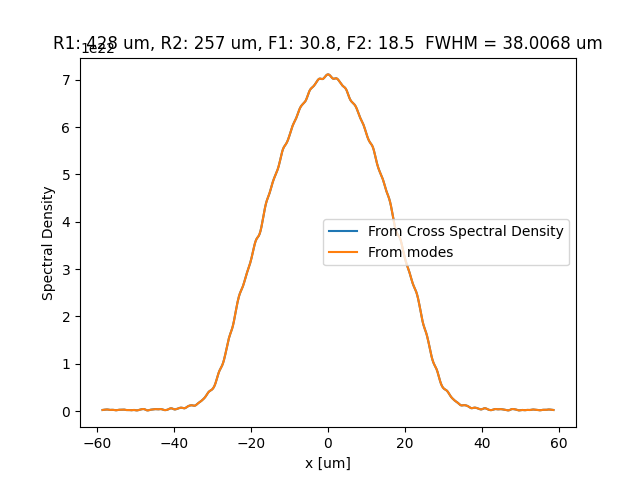 R1: 428 um, R2: 257 um, F1: 30.8, F2: 18.5  FWHM = 38.0068 um
1e22
7
6
5
4
3
2
1
0
Spectral Density
From Cross Spectral Density
From modes
−60 −40 −20 0 20 40 60
x [um]